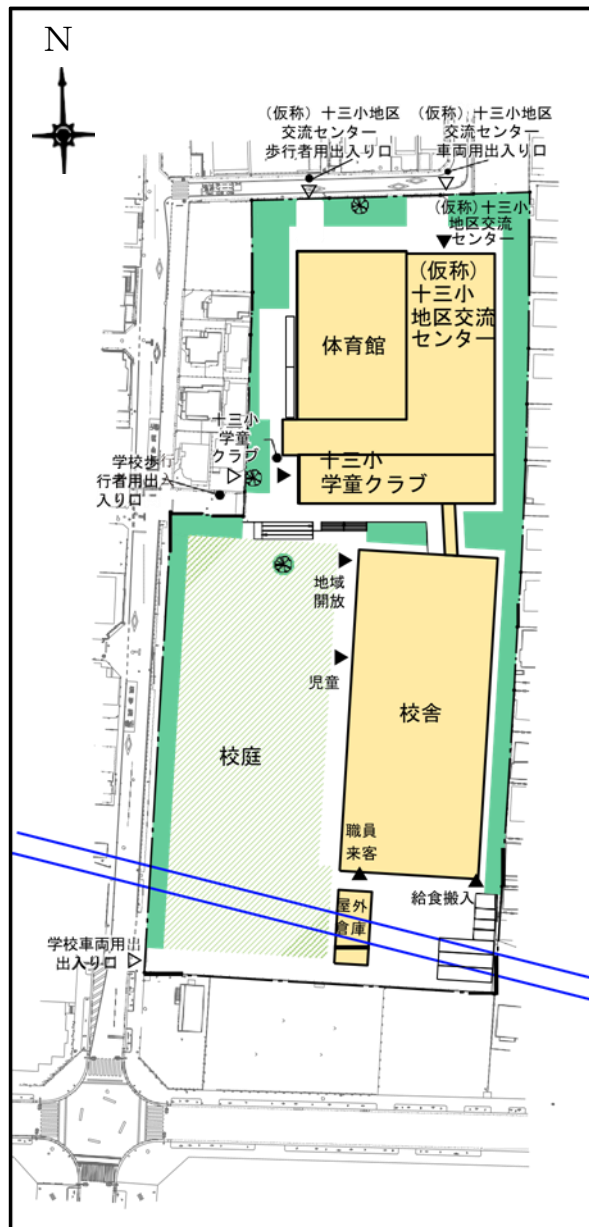 N
（仮称）十三小地区
交流センター
歩行者用出入り口
（仮称）十三小地区
交流センター
車両用出入り口
（仮称）十三小
地区交流
センター
（仮称）
十三小
地区交流
センター
体育館
十三小
学童
クラブ
十三小
学童クラブ
学校歩行
行者用出入
入り口
地域
開放
児童
校舎
校庭
職員
来客
給食搬入
屋外
倉庫
学校車両用出
出入り口